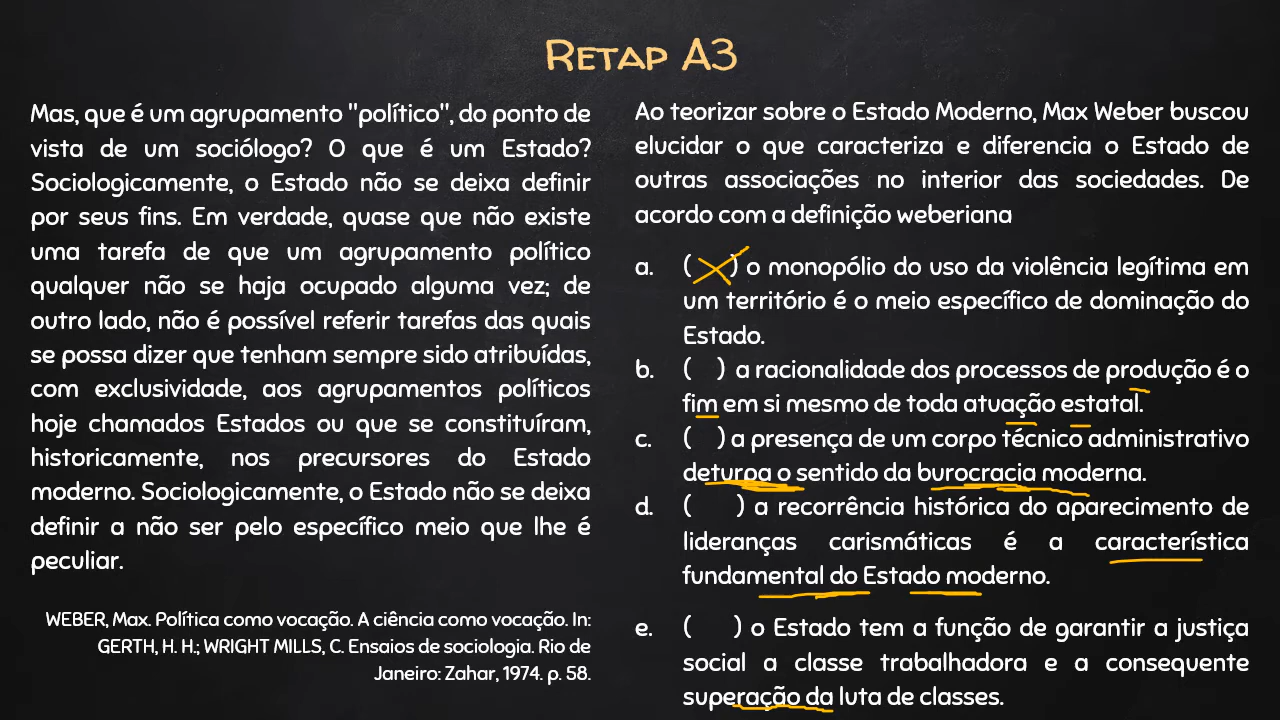 Retap A3
Mas, que é um agrupamento "político", do ponto de
vista de um sociólogo? O que é um Estado?
Sociologicamente, o Estado não se deixa definir
por seus fins. Em verdade, quase que não existe
uma tarefa de que um agrupamento político
qualquer não se haja ocupado alguma vez; de
outro lado, não é possível referir tarefas das quais
se possa dizer que tenham sempre sido atribuídas,
com exclusividade, aos agrupamentos políticos
hoje chamados Estados ou que se constituíram,
historicamente, nos precursores do Estado
moderno. Sociologicamente, o Estado não se deixa
definir a não ser pelo específico meio que lhe é
peculiar.
WEBER, Max. Política como vocação. A ciência como vocação. In:
GERTH, H. H.; WRIGHT MILLS, C. Ensaios de sociologia. Rio de
Janeiro: Zahar, 1974. p. 58.
Ao teorizar sobre o Estado Moderno, Max Weber buscou
elucidar o que caracteriza e diferencia o Estado de
outras associações no interior das sociedades. De
acordo com a definição weberiana
a. ( X ) o monopólio do uso da violência legítima em
um território é o meio específico de dominação do
Estado.
b. ( ) a racionalidade dos processos de produção é o
fim em si mesmo de toda atuação estatal.
c. ( ) a presença de um corpo técnico administrativo
deturpa o sentido da burocracia moderna.
d. ( ) a recorrência histórica do aparecimento de
lideranças carismáticas é a característica
fundamental do Estado moderno.
e. ( ) o Estado tem a função de garantir a justiça
social a classe trabalhadora e a consequente
superação da luta de classes.